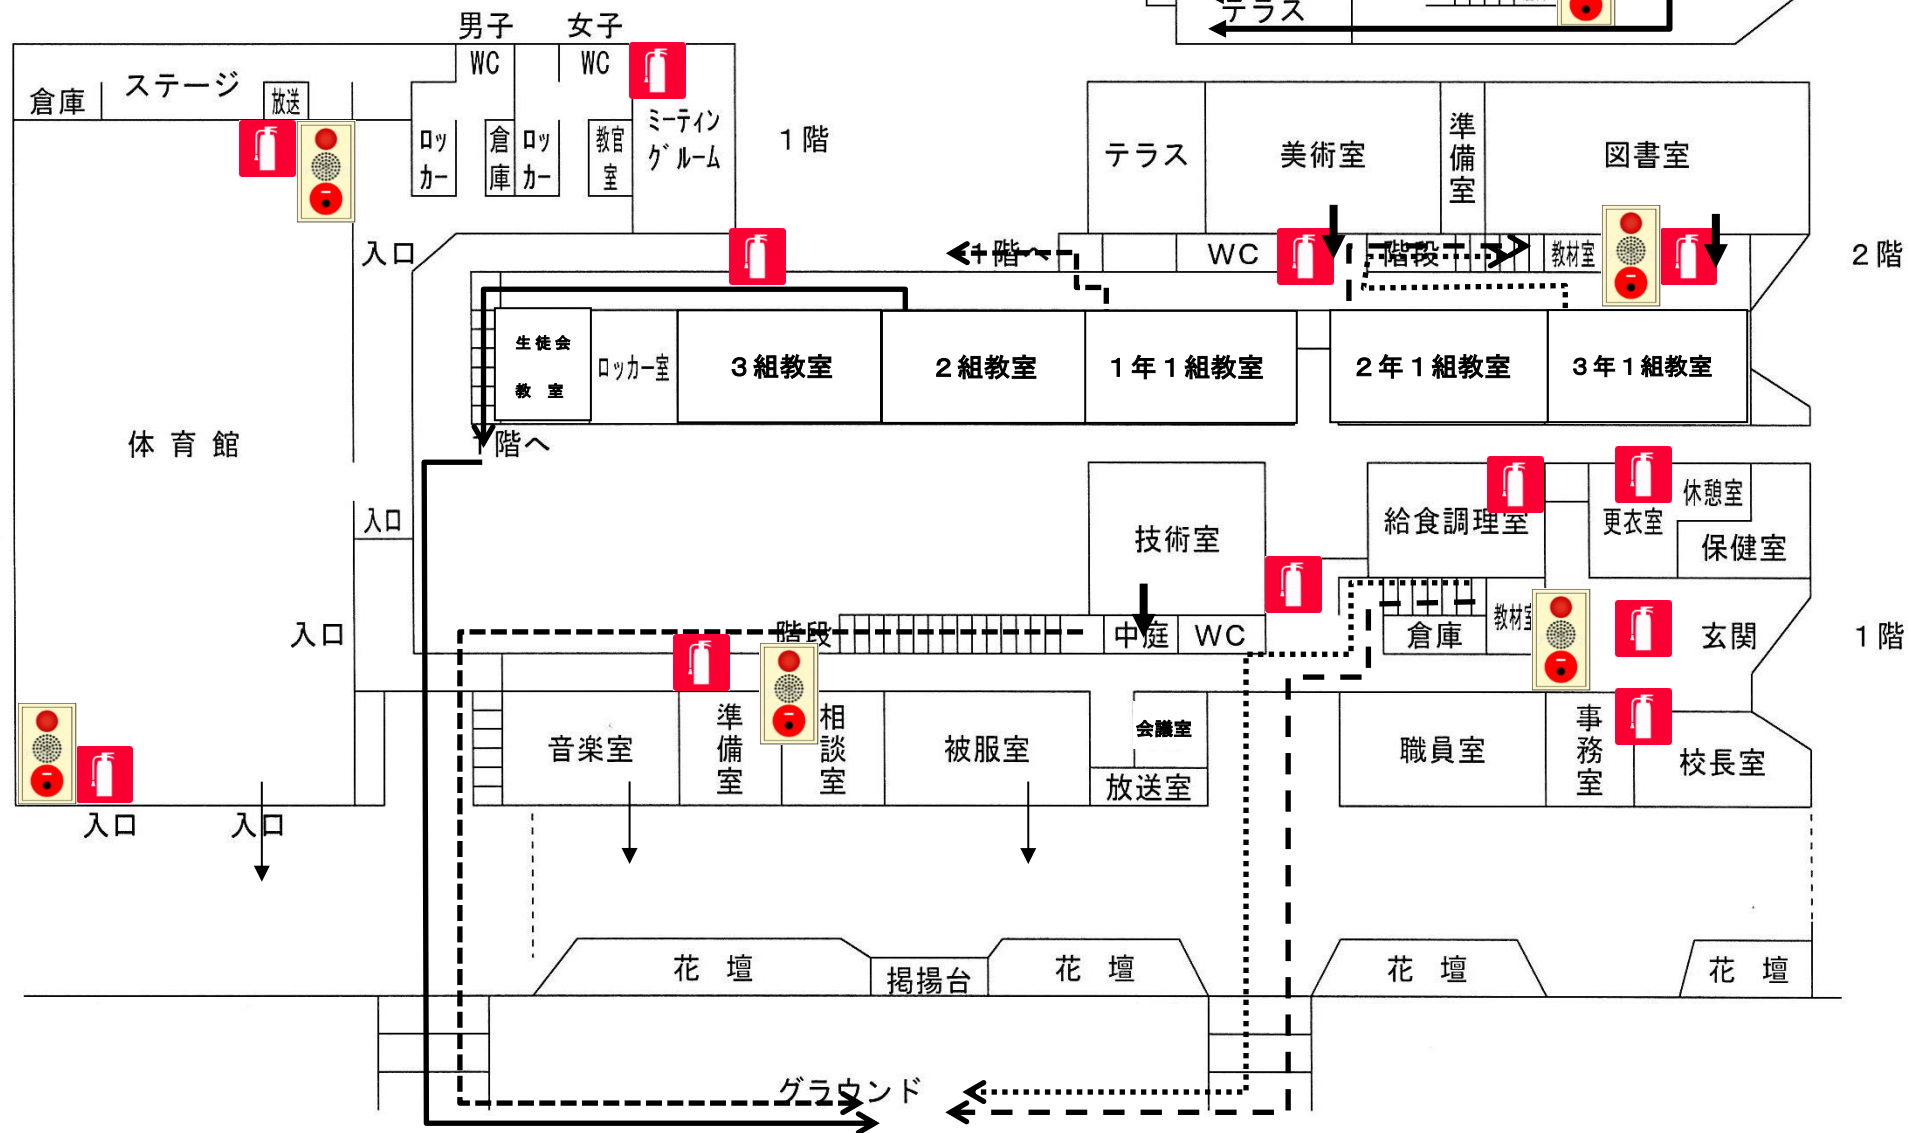 テラス
男子
女子
WC
WC
ステージ
倉庫
放送
ロッ
カー
倉
庫
ロッ
カー
教官
室
ミーティン
グルーム
1階
テラス
美術室
準
備
室
図書室
入口
1階へ
WC
階段
教材室
2階
生徒会
教 室
ロッカー室
3組教室
2組教室
1年1組教室
2年1組教室
3年1組教室
体 育 館
階へ
入口
技術室
給食調理室
更衣室
休憩室
保健室
入口
階段
中庭
WC
倉庫
教材室
玄関
1階
音楽室
準
備
室
相
談
室
被服室
会議室
放送室
職員室
事
務
室
校長室
入口
入口
花 壇
掲揚台
花 壇
花 壇
花 壇
グラウンド